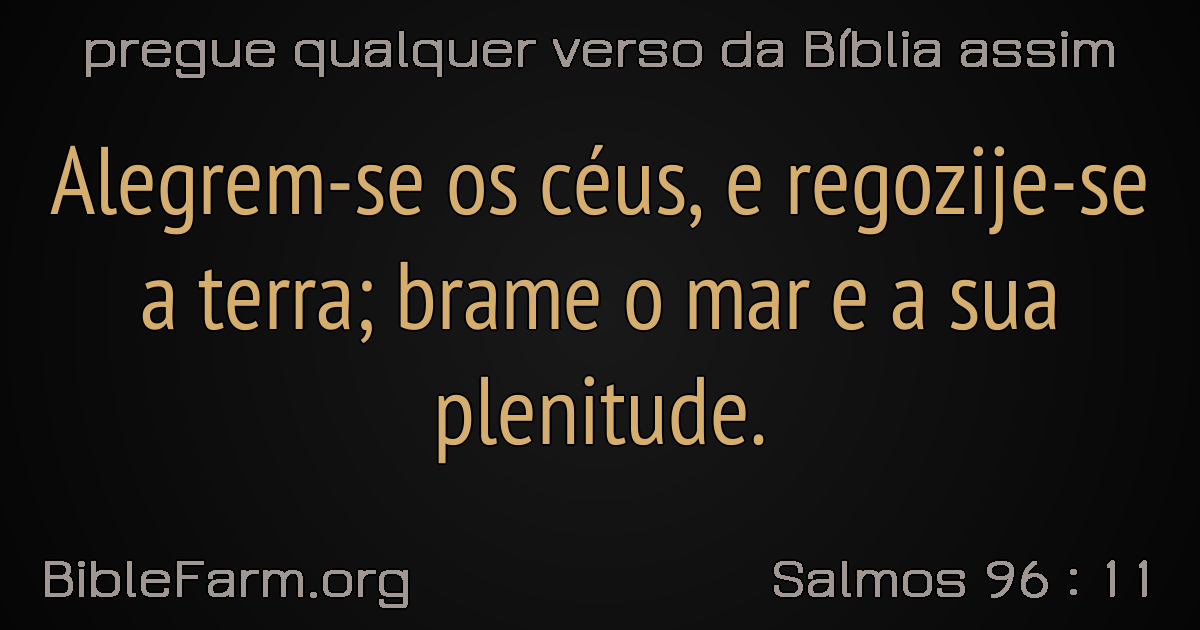 pregue qualquer verso da Bíblia assim
Alegrem-se os céus, e regozije-se
a terra; brame o mar e a sua
plenitude.
BibleFarm.org
Salmos 96 : 11